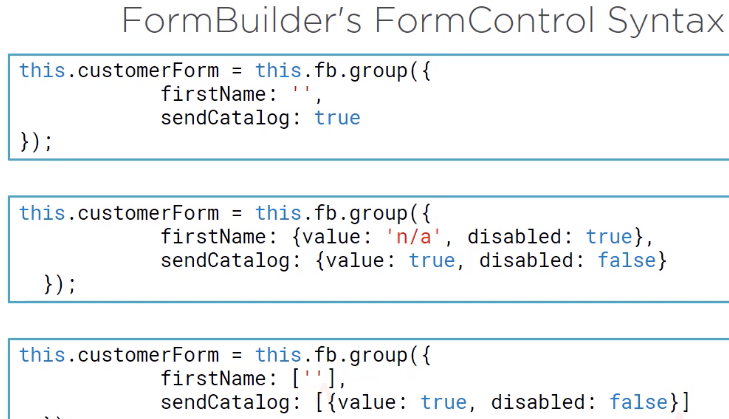 FormBuilder's FormControl Syntax
this.customerForm = this.fb.group({
firstName: '',
sendCatalog: true
});
this.customerForm = this.fb.group({
firstName: {value: 'n/a', disabled: true},
sendCatalog: {value: true, disabled: false}
});
this.customerForm = this.fb.group({
firstName: [''],
sendCatalog: [{value: true, disabled: false}]